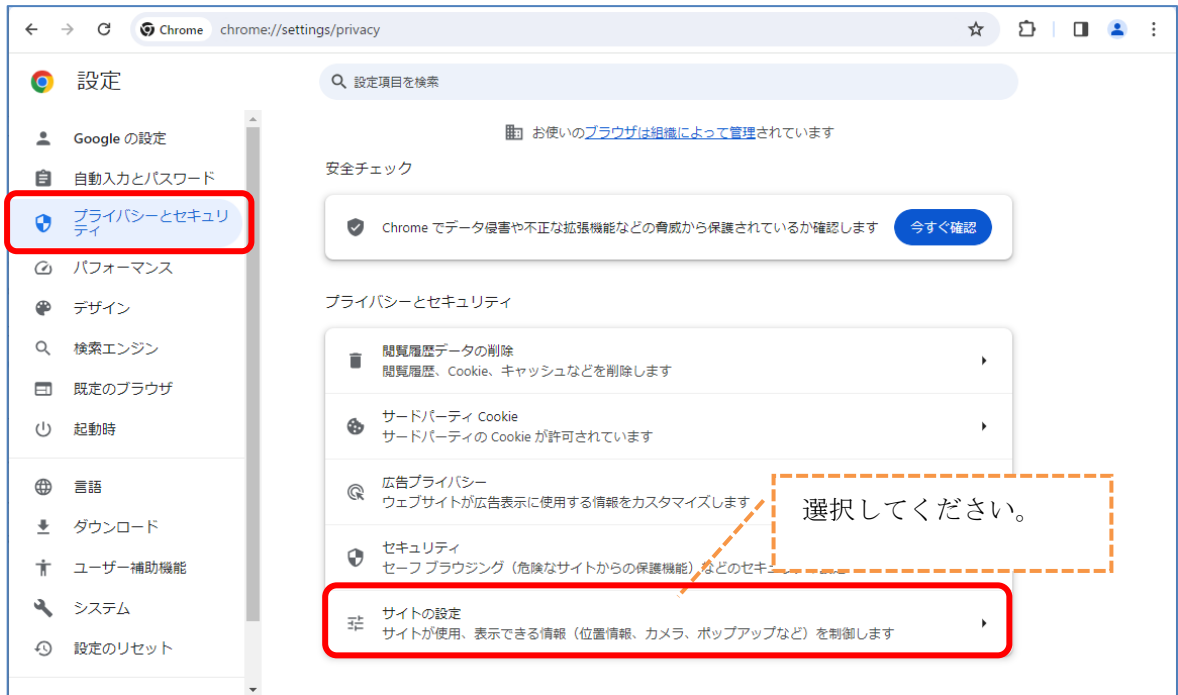 Chrome chrome://settings/privacy
設定
設定項目を検索
Google の設定
自動入力とパスワード
プライバシーとセキュリ
ティ
パフォーマンス
デザイン
検索エンジン
既定のブラウザ
起動時
言語
ダウンロード
ユーザー補助機能
システム
設定のリセット
お使いのブラウザは組織によって管理されています
安全チェック
Chrome でデータ侵害や不正な拡張機能などの脅威から保護されているか確認します
今すぐ確認
プライバシーとセキュリティ
閲覧履歴データの削除
閲覧履歴、Cookie、キャッシュなどを削除します
サードパーティ Cookie
サードパーティの Cookie が許可されています
広告プライバシー
ウェブサイトが広告表示に使用する情報をカスタマイズします
選択してください。
セキュリティ
セーフ ブラウジング（危険なサイトからの保護機能）などのセキ
サイトの設定
サイトが使用、表示できる情報（位置情報、カメラ、ポップアップなど）を制御します